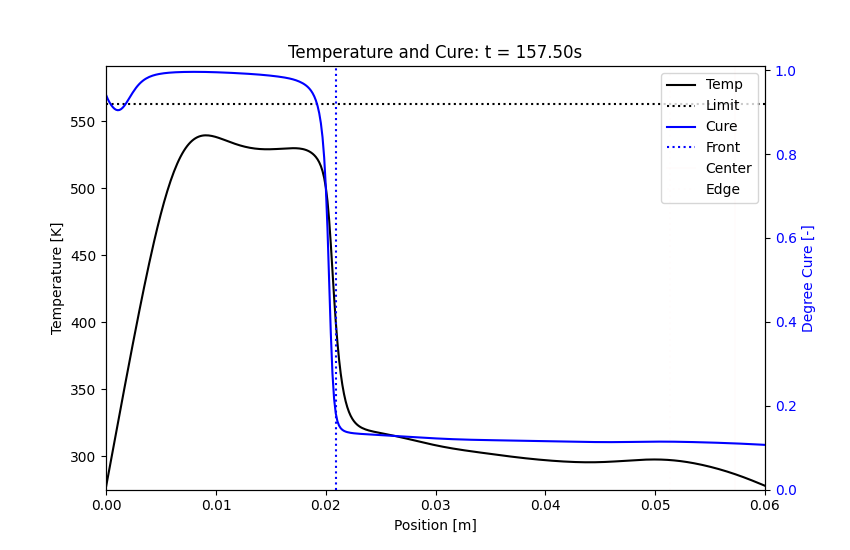 Temperature and Cure: t = 157.50s
Temp
Limit
Cure
Front
Center
Edge
Temperature [K]
550
500
450
400
350
300
Degree Cure [-]
1.0
0.8
0.6
0.4
0.2
0.0
0.00 0.01 0.02 0.03 0.04 0.05 0.06
Position [m]